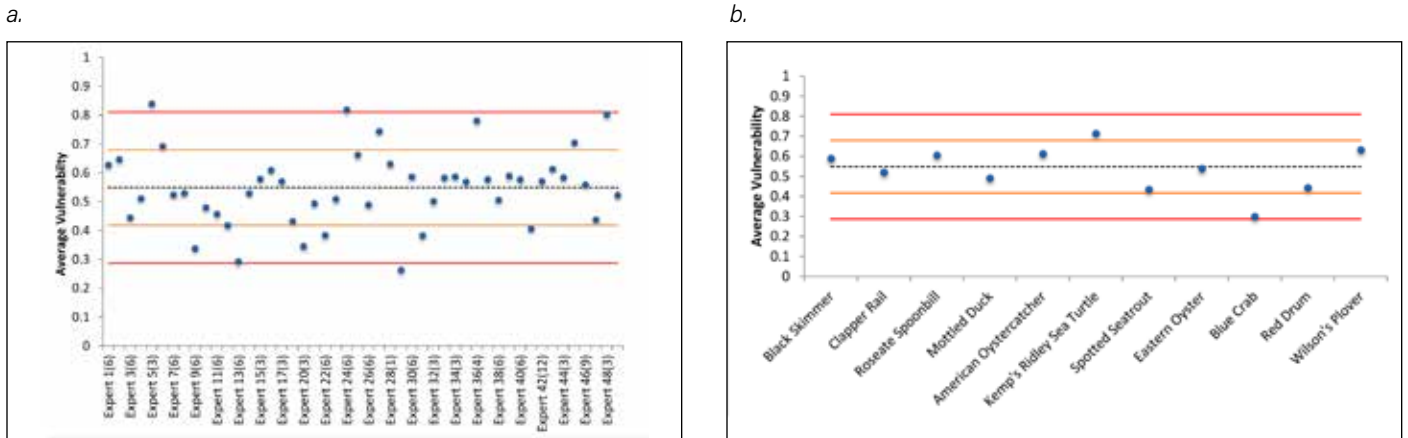 a.
Average Vulnerability
1
0.9
0.8
0.7
0.6
0.5
0.4
0.3
0.2
0.1
0
Expert 1(6)
Expert 3(6)
Expert 5(3)
Expert 7(6)
Expert 9(6)
Expert 11(6)
Expert 13(6)
Expert 15(3)
Expert 17(3)
Expert 20(3)
Expert 22(6)
Expert 24(6)
Expert 26(6)
Expert 28(1)
Expert 30(6)
Expert 32(3)
Expert 34(3)
Expert 36(4)
Expert 38(6)
Expert 40(6)
Expert 42(12)
Expert 44(3)
Expert 46(9)
Expert 48(3)
b.
Average Vulnerability
1
0.9
0.8
0.7
0.6
0.5
0.4
0.3
0.2
0.1
0
Black Skimmer
Clapper Rail
Roseate Spoonbill
Mottled Duck
American Oystercatcher
Kemp's Ridley Sea Turtle
Spotted Seatrout
Eastern Oyster
Blue Crab
Red Drum
Wilson's Plover